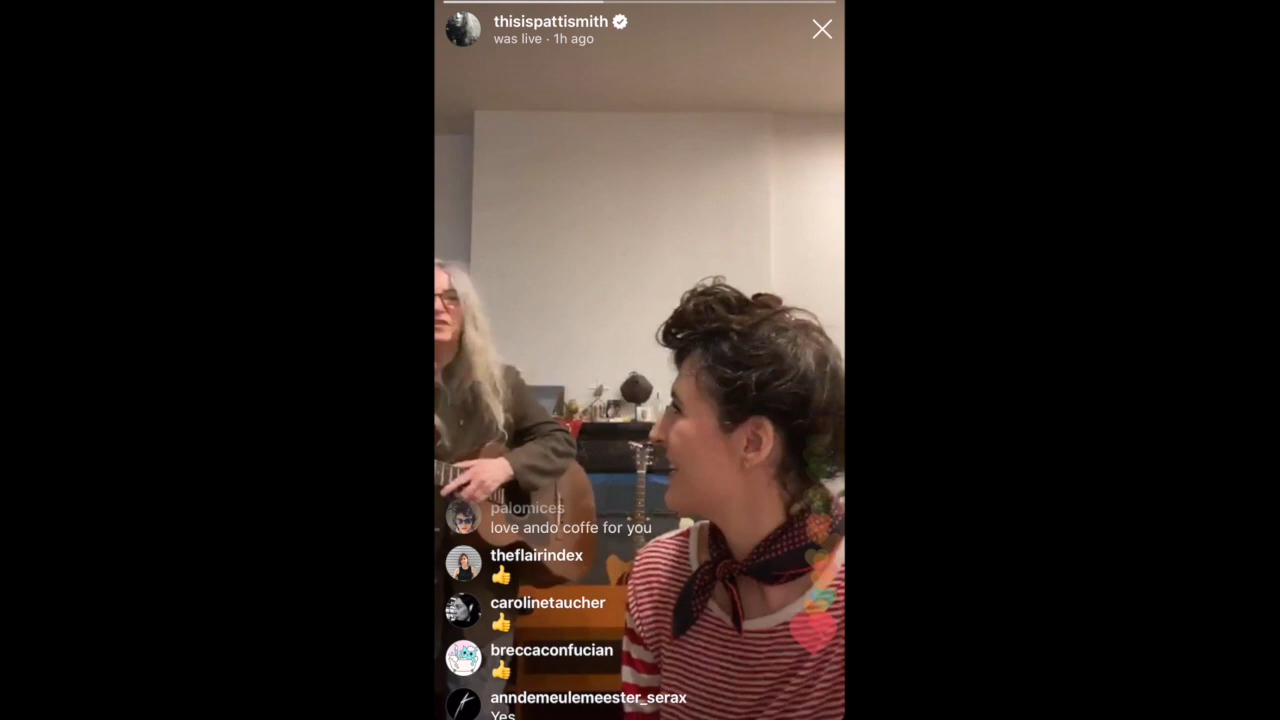 thisispattismith
was live · 1h ago
palomices
love ando coffe for you
theflairindex
👍
carolinetaucher
👍
breccaconfucian
👍
anndemeulemeester_serax
Yes